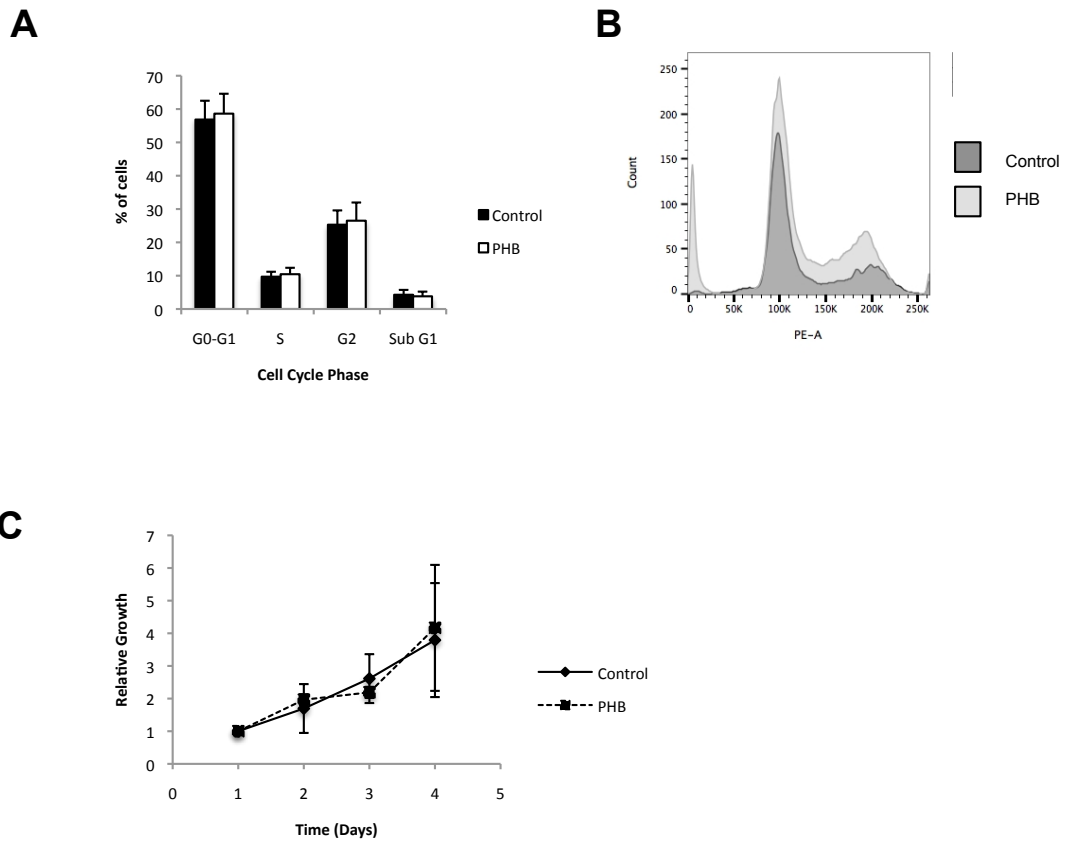 A
70
60
50
40
30
20
10
0
% of cells
G0-G1 S G2 Sub G1
Cell Cycle Phase
Control
PHB
B
250
200
150
100
50
0
Count
0 50K 100K 150K 200K 250K
PE-A
Control
PHB
C
7
6
5
4
3
2
1
0
Relative Growth
0 1 2 3 4 5
Time (Days)
Control
PHB